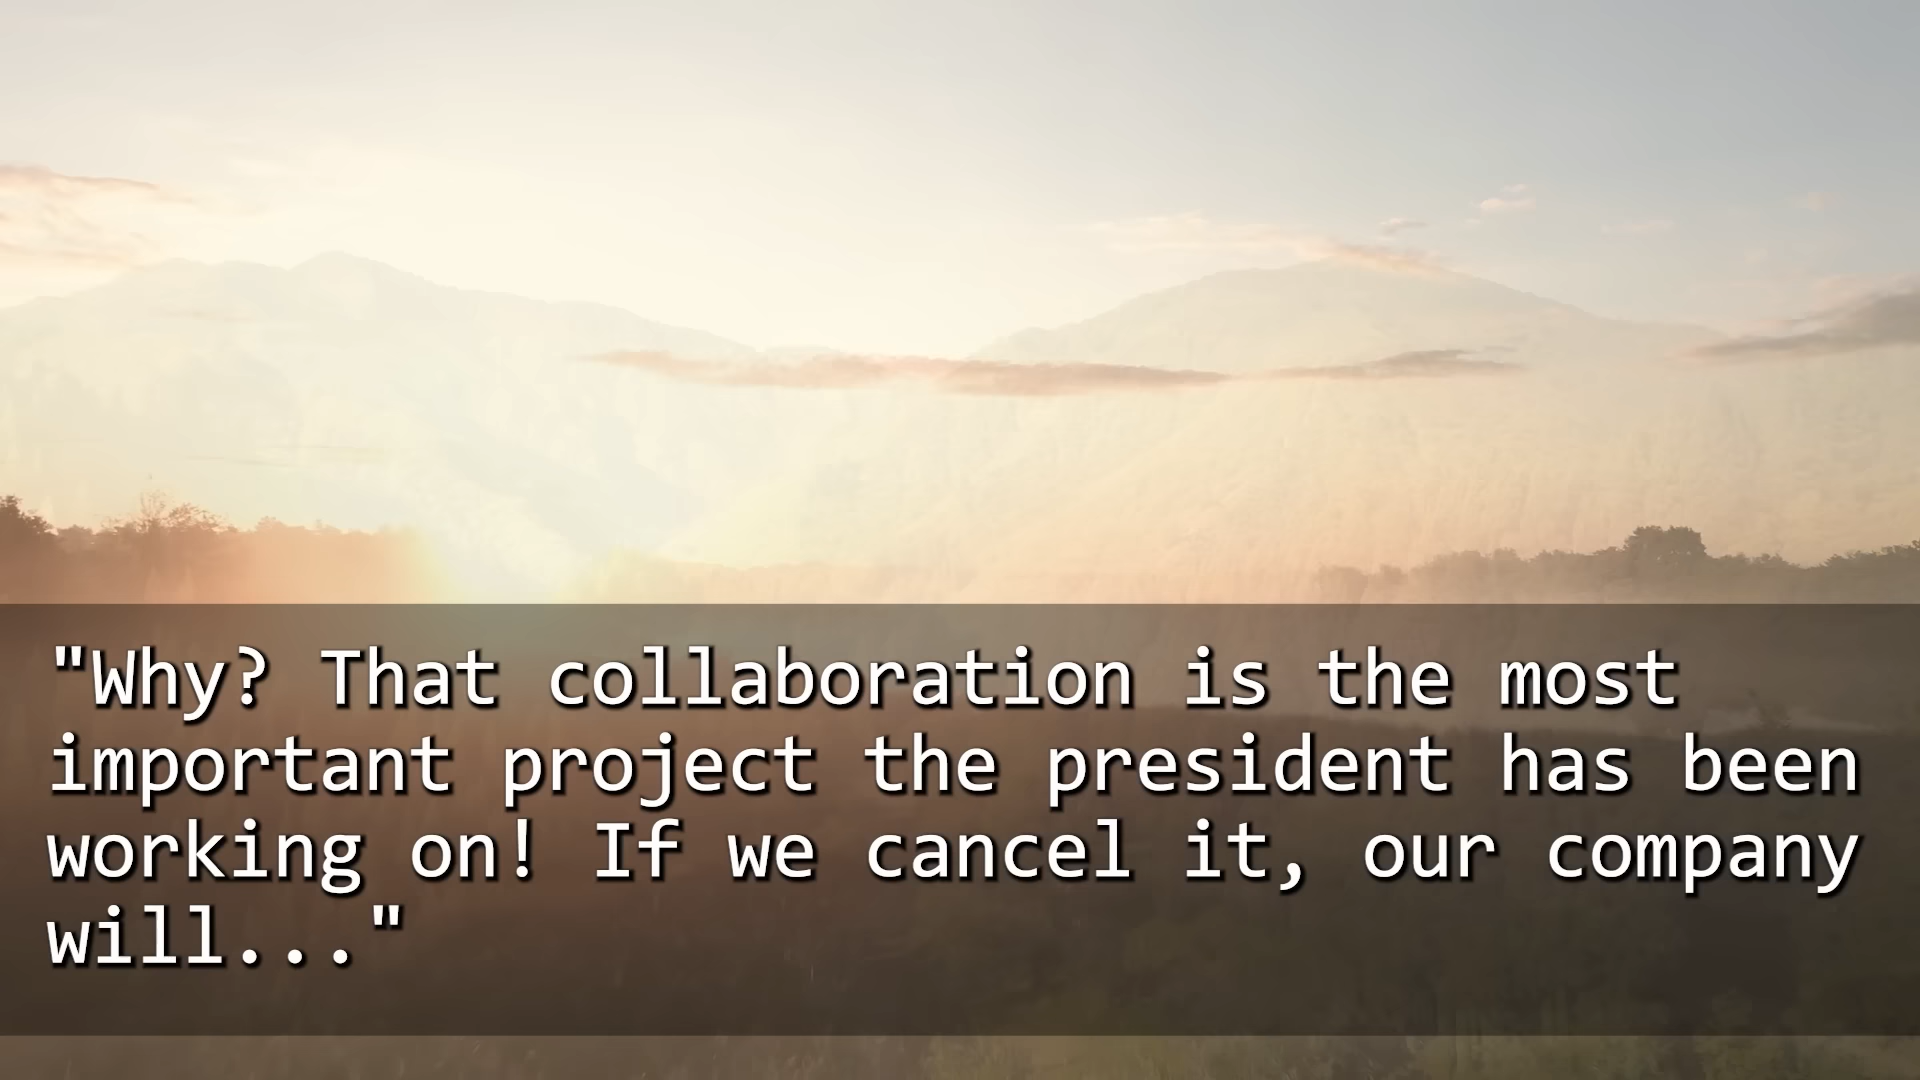 "Why? That collaboration is the most
important project the president has been
working on! If we cancel it, our company
will..."